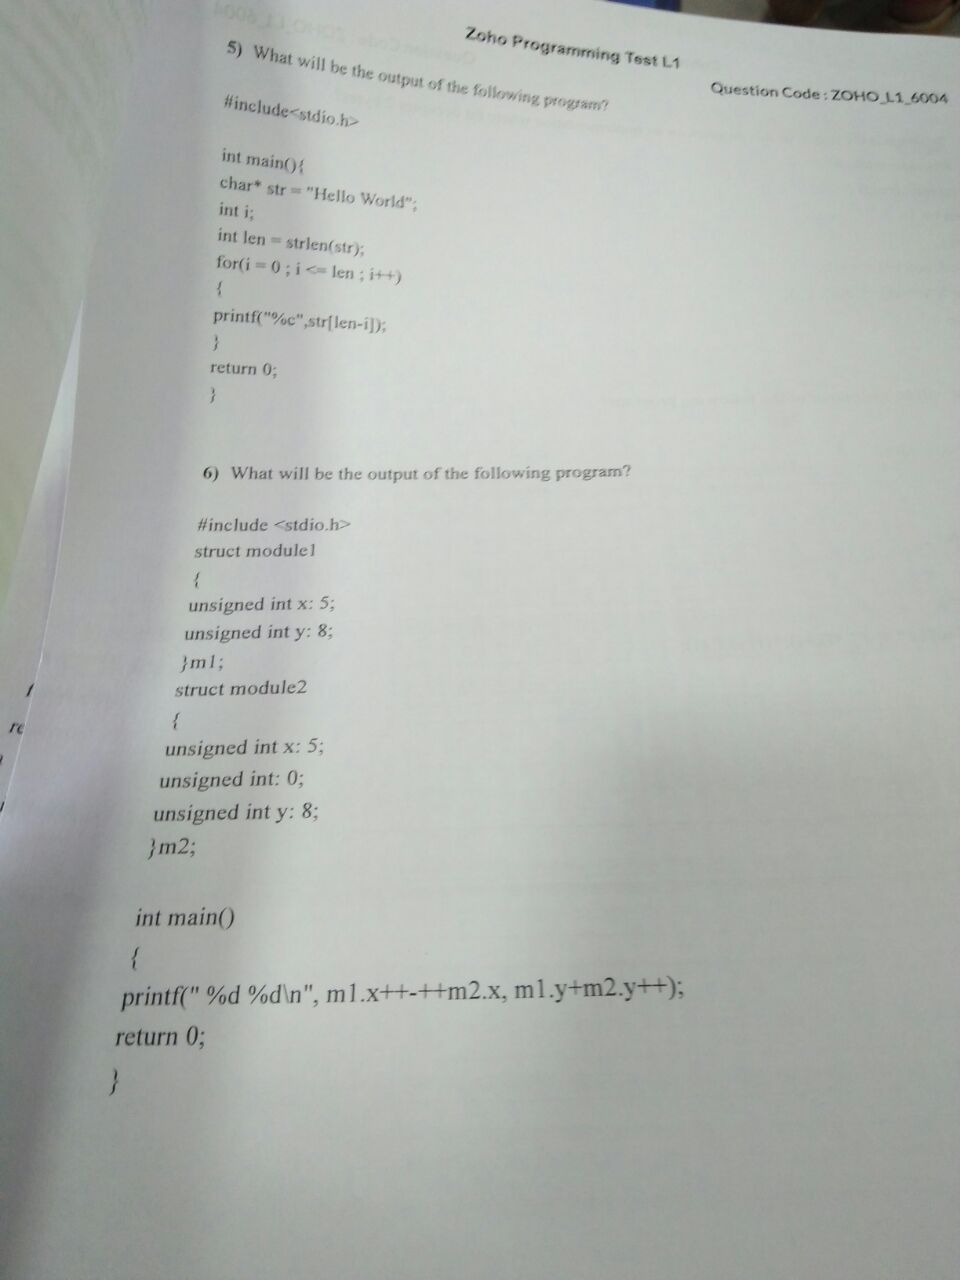 Zoho Programming Test L1
Question Code : ZOHO_L1_6004
5) What will be the output of the following program?
#include<stdio.h>
int main(){
char* str = "Hello World";
int i;
int len = strlen(str);
for(i = 0 ; i <= len ; i++)
{
printf("%c",str[len-i]);
}
return 0;
}
6) What will be the output of the following program?
#include <stdio.h>
struct module1
{
unsigned int x: 5;
unsigned int y: 8;
}m1;
struct module2
{
unsigned int x: 5;
unsigned int: 0;
unsigned int y: 8;
}m2;
int main()
{
printf(" %d %d\n", m1.x++-++m2.x, m1.y+m2.y++);
return 0;
}